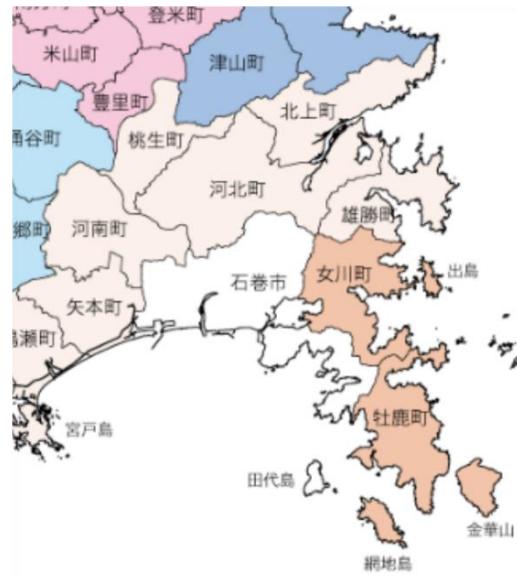 登米町
米山町
津山町
豊里町
北上町
涌谷町
桃生町
河北町
雄勝町
郷町
河南町
女川町
出島
石巻市
矢本町
鳴瀬町
牡鹿町
宮戸島
田代島
金華山
網地島